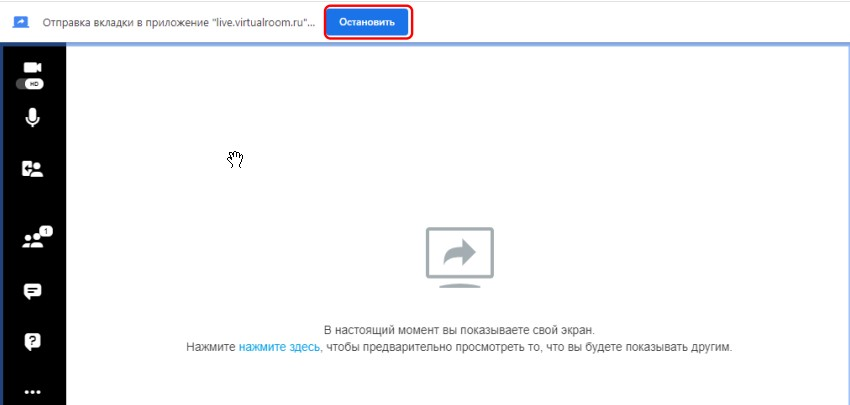 Отправка вкладки в приложение "live.virtualroom.ru"...
Остановить
HD
1
?
В настоящий момент вы показываете свой экран.
Нажмите нажмите здесь, чтобы предварительно просмотреть то, что вы будете показывать другим.